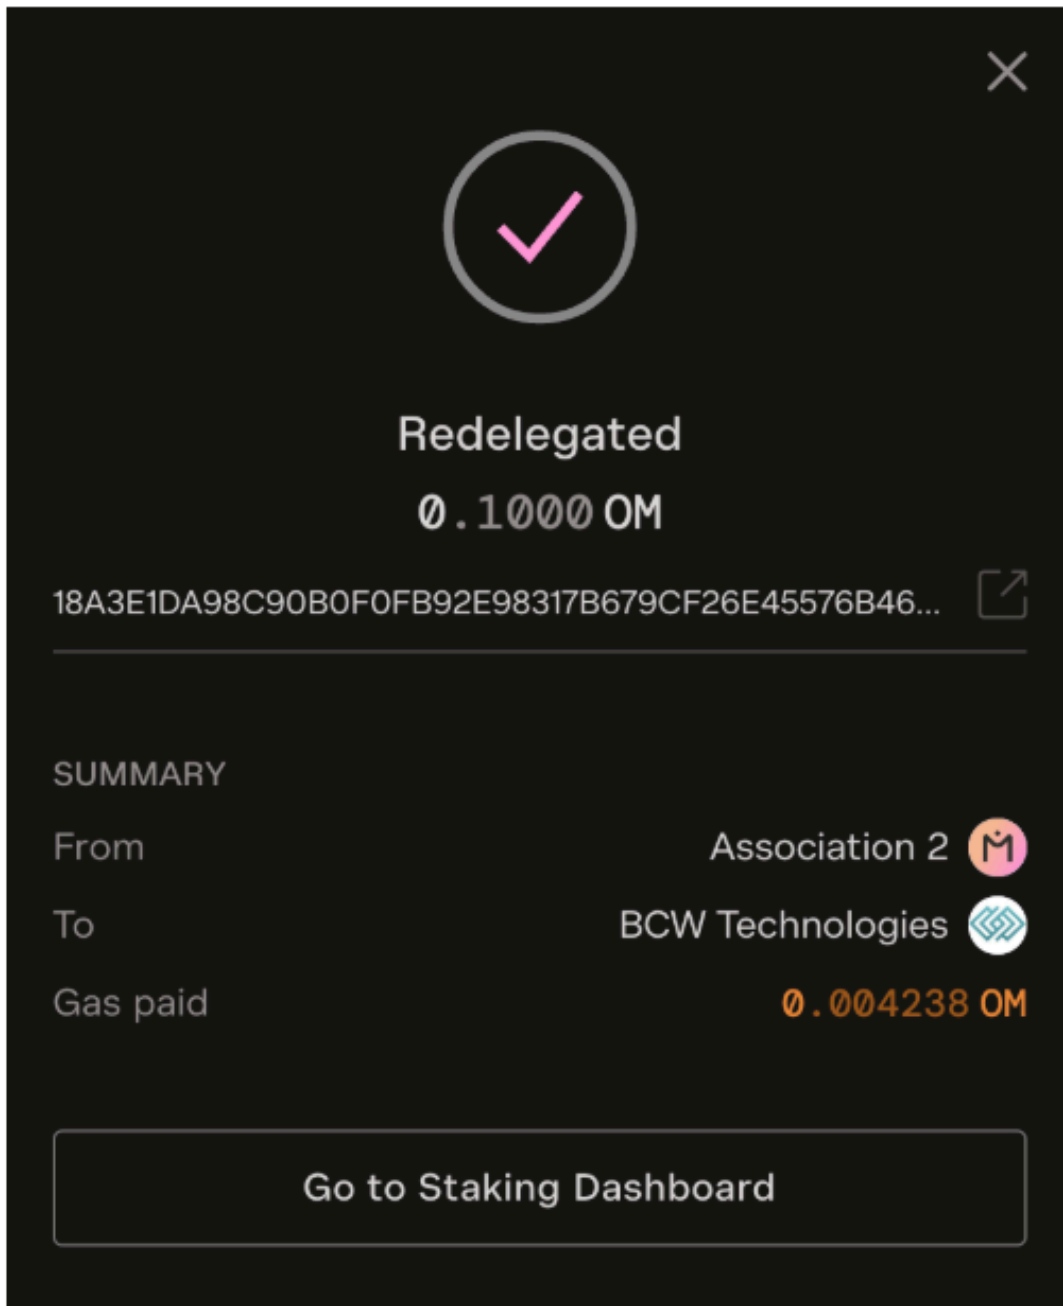 Redelegated
0.1000 OM
18A3E1DA98C90B0F0FB92E98317B679CF26E45576B46...
SUMMARY
From Association 2
To BCW Technologies
Gas paid 0.004238 OM
Go to Staking Dashboard